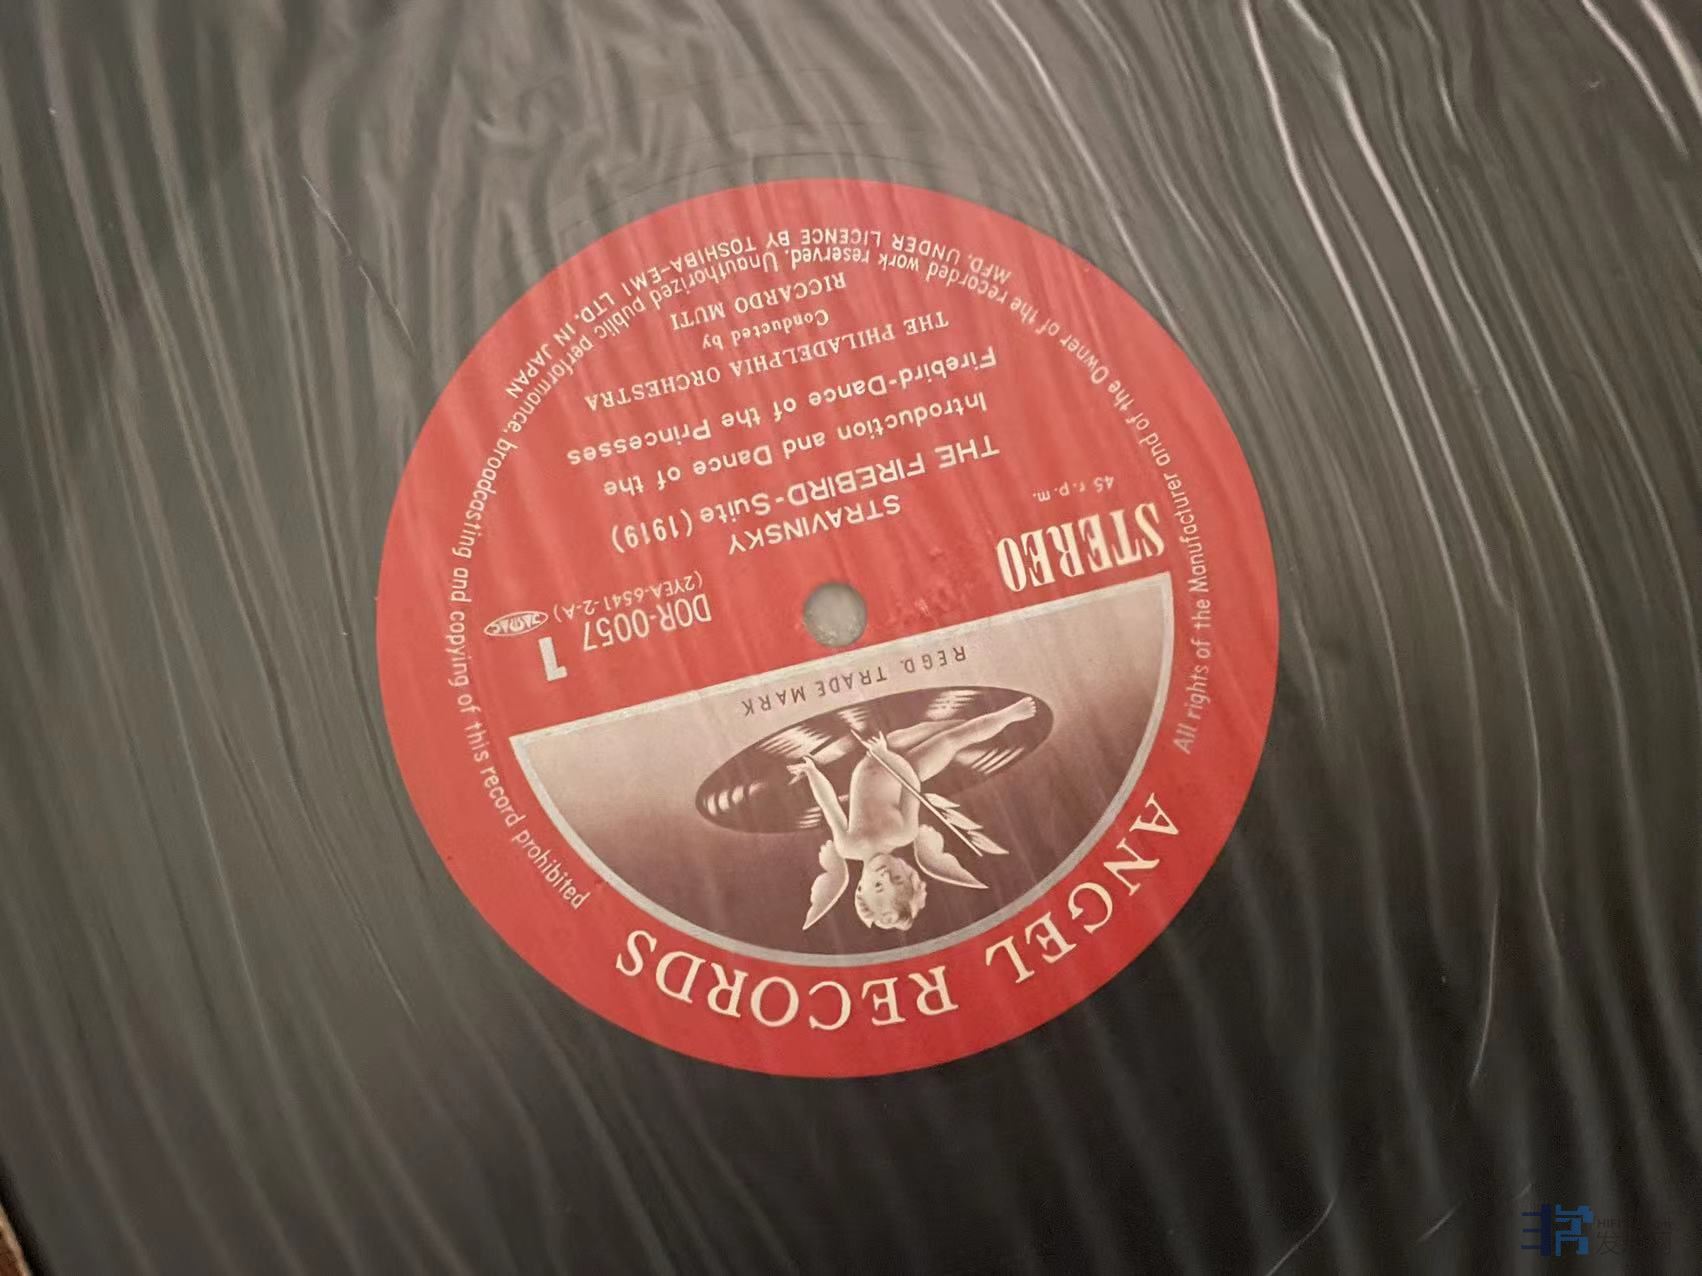 ANGEL RECORDS
REGD. TRADE MARK
STEREO
45 r.p.m.
DOR-0057
(2YEA-6541-2-A)
JASRAC
1
STRAVINSKY
THE FIREBIRD-Suite (1919)
Introduction and Dance of the
Firebird-Dance of the Princesses
THE PHILADELPHIA ORCHESTRA
Conducted by
RICCARDO MUTI
All rights of the Manufacturer and of the Owner of the recorded work reserved. Unauthorized public performance, broadcasting and copying of this record prohibited
MFD. UNDER LICENCE BY TOSHIBA-EMI LTD. IN JAPAN